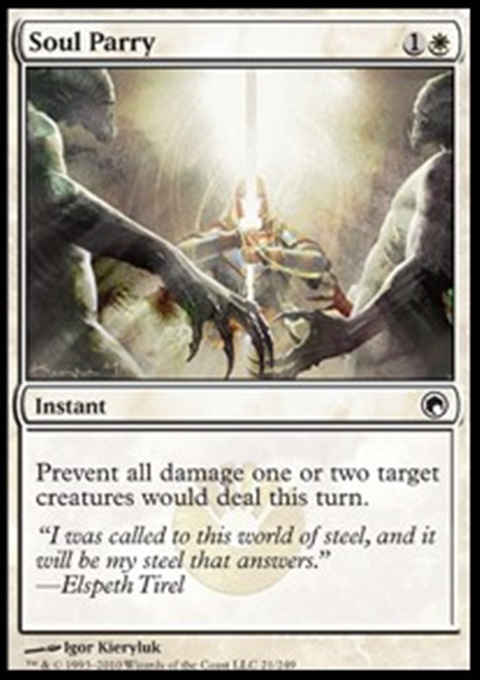 Soul Parry 1
Instant
Prevent all damage one or two target
creatures would deal this turn.
“I was called to this world of steel, and it
will be my steel that answers.”
—Elspeth Tirel
Igor Kieryluk
™ & © 1993–2010 Wizards of the Coast LLC 21/249